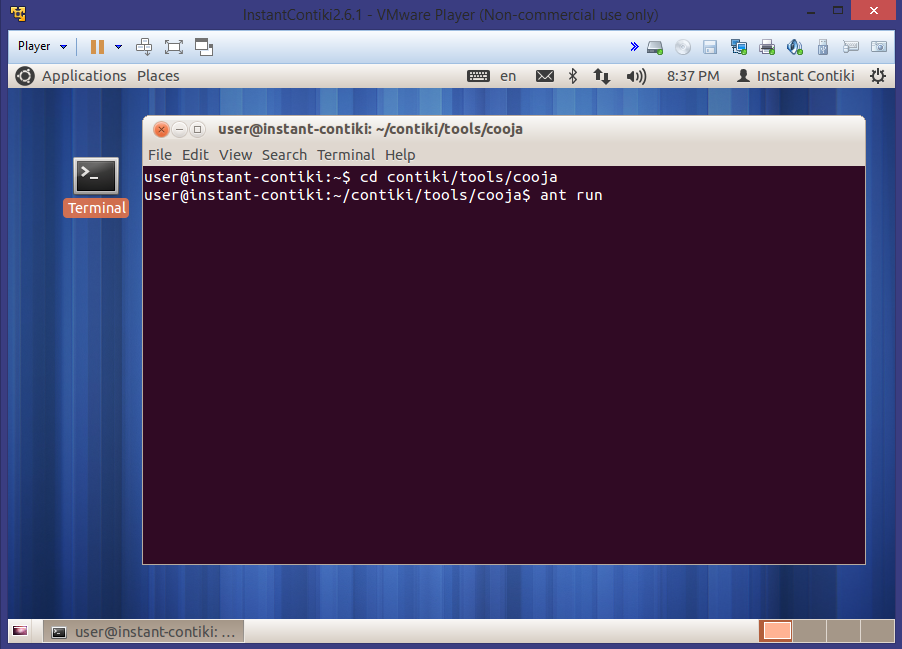 InstantContiki2.6.1 - VMware Player (Non-commercial use only)
Player
Applications Places en 8:37 PM Instant Contiki
user@instant-contiki: ~/contiki/tools/cooja
File Edit View Search Terminal Help
user@instant-contiki:~$ cd contiki/tools/cooja
user@instant-contiki:~/contiki/tools/cooja$ ant run
Terminal
user@instant-contiki: ...